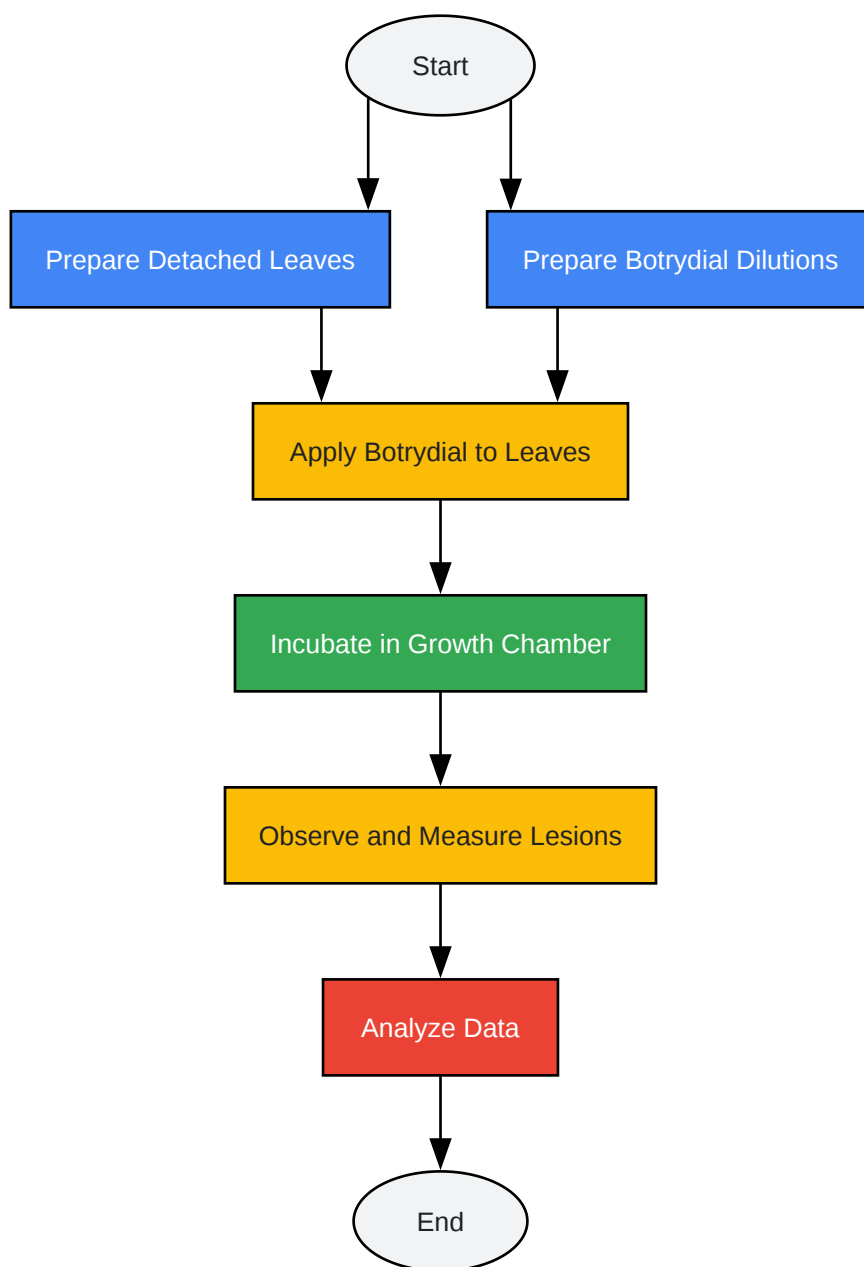 Start
Prepare Detached Leaves
Prepare Botrydial Dilutions
Apply Botrydial to Leaves
Incubate in Growth Chamber
Observe and Measure Lesions
Analyze Data
End